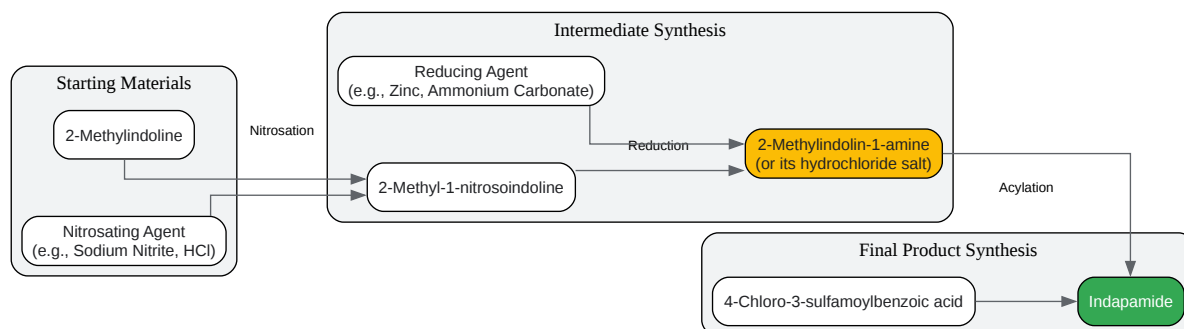 Intermediate Synthesis
Reducing Agent
(e.g., Zinc, Ammonium Carbonate)
Starting Materials
2-Methylindoline
Nitrosation
Reduction
2-Methylindolin-1-amine
(or its hydrochloride salt)
2-Methyl-1-nitrosoindoline
Acylation
Nitrosating Agent
(e.g., Sodium Nitrite, HCl)
Final Product Synthesis
4-Chloro-3-sulfamoylbenzoic acid
Indapamide